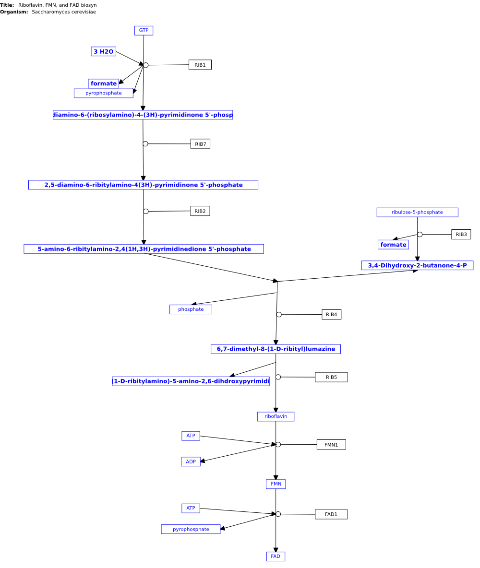 Title: Riboflavin, FMN, and FAD biosyn
Organism: Saccharomyces cerevisiae
GTP
3 H2O
RIB1
formate
pyrophosphate
diamino-6-(ribosylamino)-4-(3H)-pyrimidinone 5'-phosp
RIB7
2,5-diamino-6-ribitylamino-4(3H)-pyrimidinone 5'-phosphate
RIB2
ribulose-5-phosphate
RIB3
formate
5-amino-6-ribitylamino-2,4(1H,3H)-pyrimidinedione 5'-phosphate
3,4-Dihydroxy-2-butanone-4-P
phosphate
RIB4
6,7-dimethyl-8-(1-D-ribityl)lumazine
RIB5
(1-D-ribitylamino)-5-amino-2,6-dihdroxypyrimidi
riboflavin
ATP
FMN1
ADP
FMN
ATP
FAD1
pyrophosphate
FAD